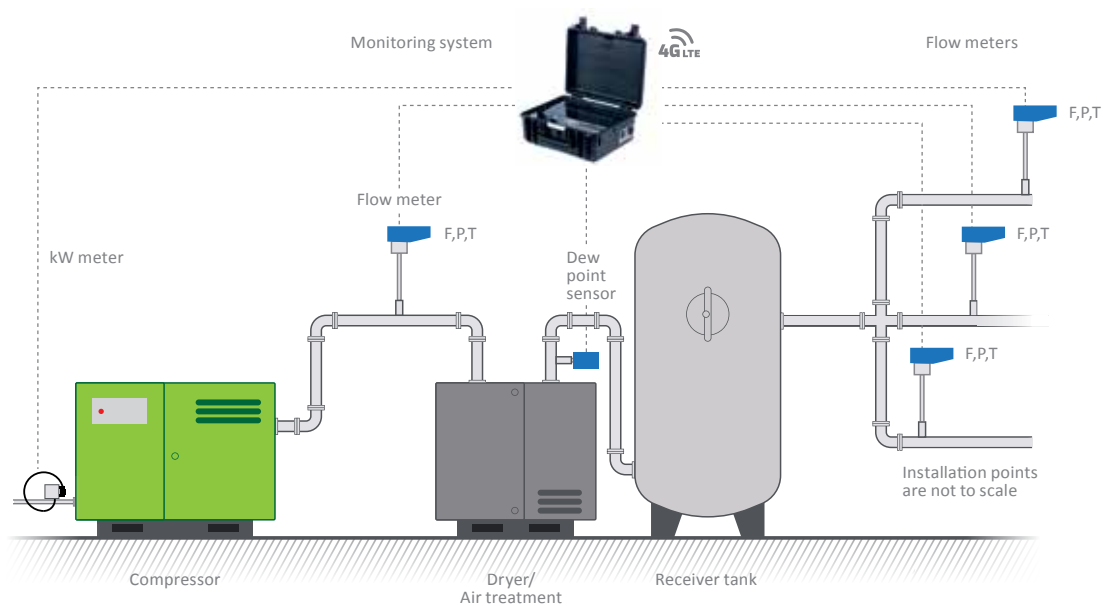 Monitoring system
4G LTE
Flow meters
F,P,T
Flow meter
F,P,T
F,P,T
kW meter
Dew
point
sensor
F,P,T
Installation points
are not to scale
Compressor
Dryer/
Air treatment
Receiver tank